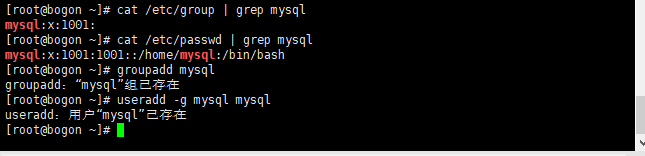 [root@bogon ~]# cat /etc/group | grep mysql
mysql:x:1001:
[root@bogon ~]# cat /etc/passwd | grep mysql
mysql:x:1001:1001::/home/mysql:/bin/bash
[root@bogon ~]# groupadd mysql
groupadd：“mysql”组已存在
[root@bogon ~]# useradd -g mysql mysql
useradd：用户“mysql”已存在
[root@bogon ~]#